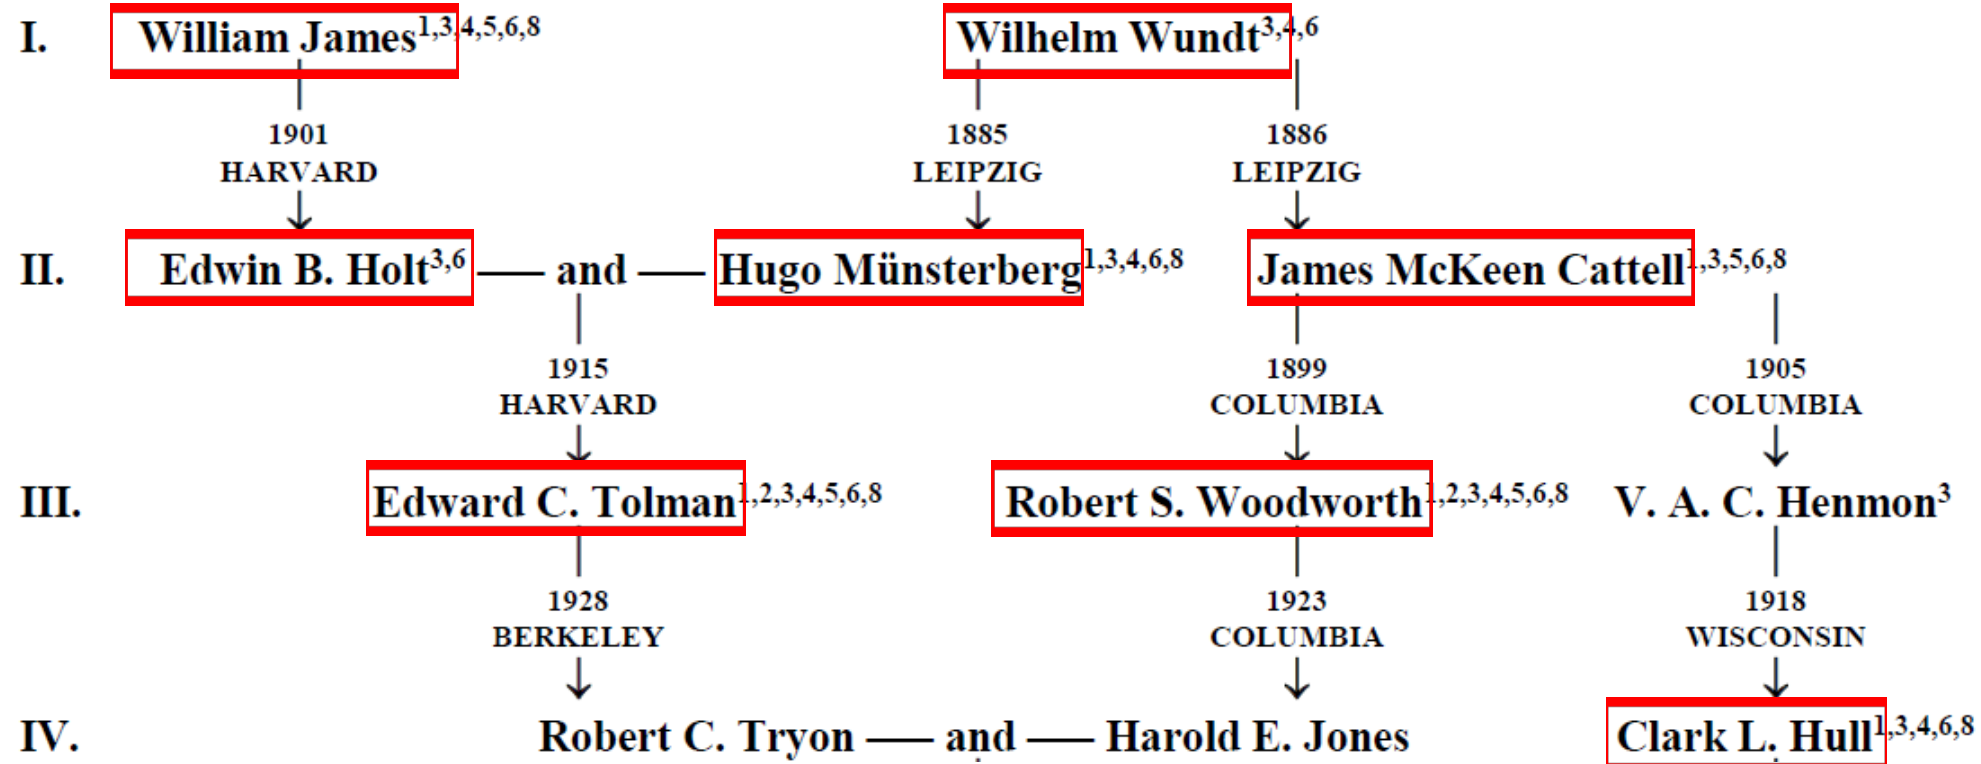 I. William James1,3,4,5,6,8 Wilhelm Wundt3,4,6
1901 1885 1886
HARVARD LEIPZIG LEIPZIG
II. Edwin B. Holt3,6 — and — Hugo Münsterberg1,3,4,6,8 James McKeen Cattell1,3,5,6,8
1915 1899 1905
HARVARD COLUMBIA COLUMBIA
III. Edward C. Tolman1,2,3,4,5,6,8 Robert S. Woodworth1,2,3,4,5,6,8 V. A. C. Henmon3
1928 1923 1918
BERKELEY COLUMBIA WISCONSIN
IV. Robert C. Tryon — and — Harold E. Jones Clark L. Hull1,3,4,6,8